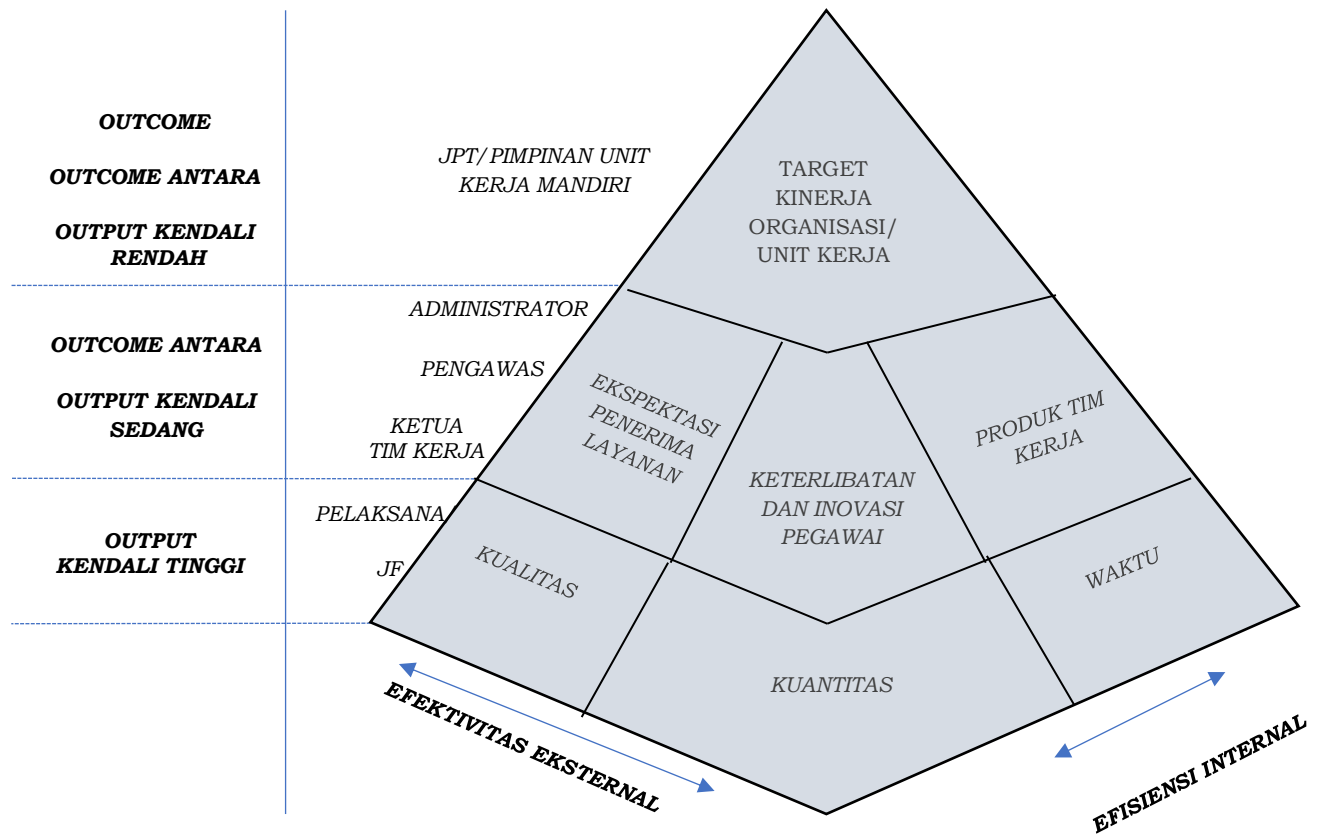 OUTCOME
OUTCOME ANTARA
OUTPUT KENDALI
RENDAH
JPT/PIMPINAN UNIT
KERJA MANDIRI
TARGET
KINERJA
ORGANISASI/
UNIT KERJA
OUTCOME ANTARA
OUTPUT KENDALI
SEDANG
ADMINISTRATOR
PENGAWAS
KETUA
TIM KERJA
EKSPEKTASI
PENERIMA
LAYANAN
KETERLIBATAN
DAN INOVASI
PEGAWAI
PRODUK TIM
KERJA
OUTPUT
KENDALI TINGGI
PELAKSANA
JF
KUALITAS
KUANTITAS
WAKTU
EFEKTIVITAS EKSTERNAL
EFISIENSI INTERNAL